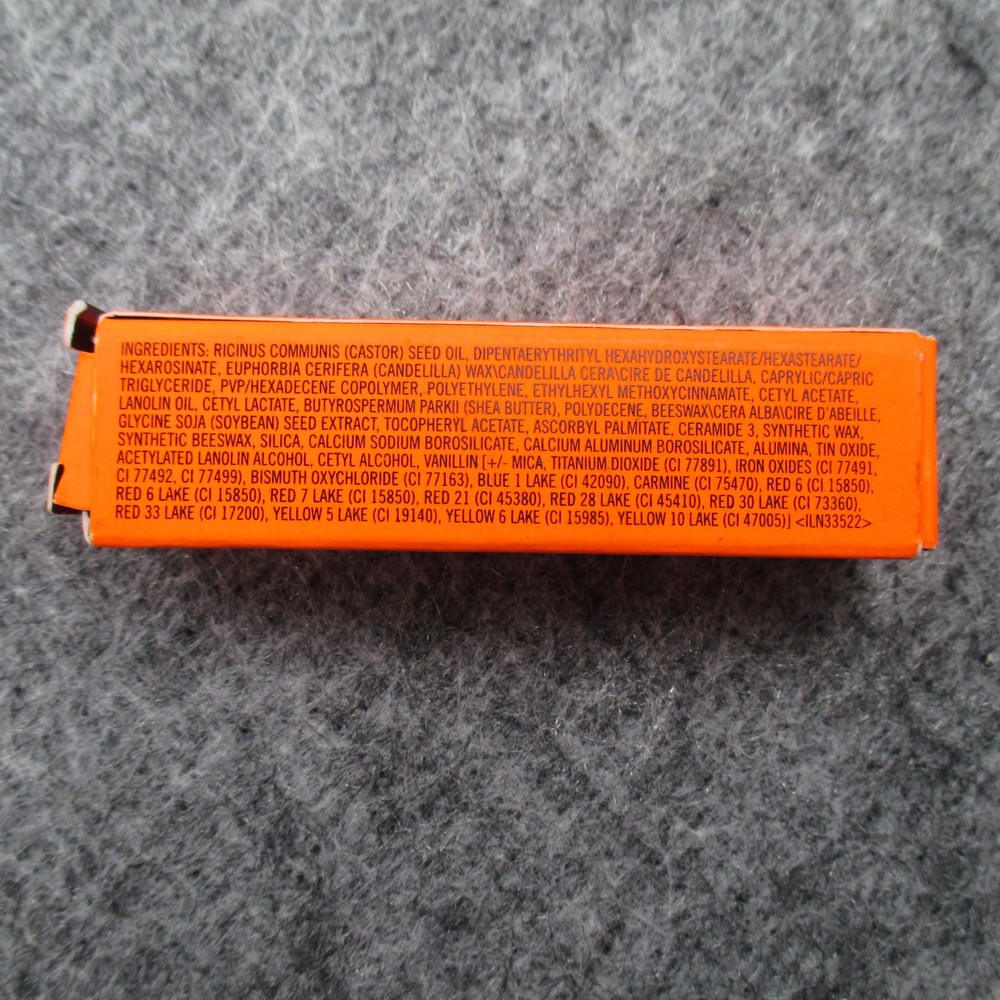 INGREDIENTS: RICINUS COMMUNIS (CASTOR) SEED OIL, DIPENTAERYTHRITYL HEXAHYDROXYSTEARATE/HEXASTEARATE/
HEXAROSINATE, EUPHORBIA CERIFERA (CANDELILLA) WAX\CANDELILLA CERA\CIRE DE CANDELILLA, CAPRYLIC/CAPRIC
TRIGLYCERIDE, PVP/HEXADECENE COPOLYMER, POLYETHYLENE, ETHYLHEXYL METHOXYCINNAMATE, CETYL ACETATE,
LANOLIN OIL, CETYL LACTATE, BUTYROSPERMUM PARKII (SHEA BUTTER), POLYDECENE, BEESWAX\CERA ALBA\CIRE D'ABEILLE,
GLYCINE SOJA (SOYBEAN) SEED EXTRACT, TOCOPHERYL ACETATE, ASCORBYL PALMITATE, CERAMIDE 3, SYNTHETIC WAX,
SYNTHETIC BEESWAX, SILICA, CALCIUM SODIUM BOROSILICATE, CALCIUM ALUMINUM BOROSILICATE, ALUMINA, TIN OXIDE,
ACETYLATED LANOLIN ALCOHOL, CETYL ALCOHOL, VANILLIN [+/- MICA, TITANIUM DIOXIDE (CI 77891), IRON OXIDES (CI 77491,
CI 77492, CI 77499), BISMUTH OXYCHLORIDE (CI 77163), BLUE 1 LAKE (CI 42090), CARMINE (CI 75470), RED 6 (CI 15850),
RED 6 LAKE (CI 15850), RED 7 LAKE (CI 15850), RED 21 (CI 45380), RED 28 LAKE (CI 45410), RED 30 LAKE (CI 73360),
RED 33 LAKE (CI 17200), YELLOW 5 LAKE (CI 19140), YELLOW 6 LAKE (CI 15985), YELLOW 10 LAKE (CI 47005)] <ILN33522>